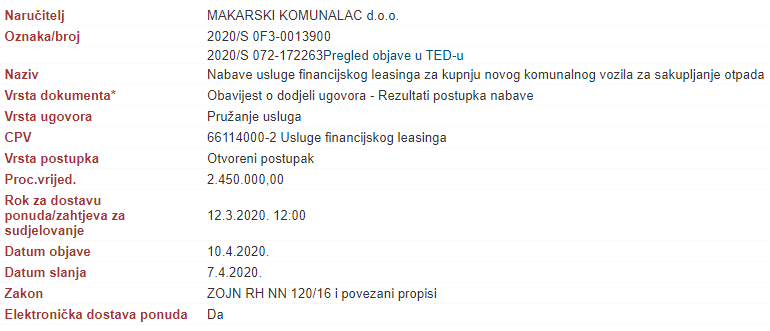 Naručitelj MAKARSKI KOMUNALAC d.o.o.
Oznaka/broj 2020/S 0F3-0013900
2020/S 072-172263Pregled objave u TED-u
Naziv Nabave usluge financijskog leasinga za kupnju novog komunalnog vozila za sakupljanje otpada
Vrsta dokumenta* Obavijest o dodjeli ugovora - Rezultati postupka nabave
Vrsta ugovora Pružanje usluga
CPV 66114000-2 Usluge financijskog leasinga
Vrsta postupka Otvoreni postupak
Proc.vrijed. 2.450.000,00
Rok za dostavu
ponuda/zahtjeva za 12.3.2020. 12:00
sudjelovanje
Datum objave 10.4.2020.
Datum slanja 7.4.2020.
Zakon ZOJN RH NN 120/16 i povezani propisi
Elektronička dostava ponuda Da